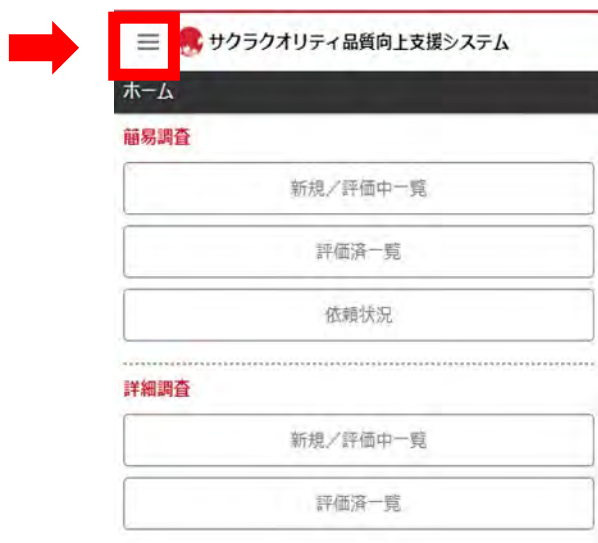 サクラクオリティ品質向上支援システム
ホーム
簡易調査
新規／評価中一覧
評価済一覧
依頼状況
詳細調査
新規／評価中一覧
評価済一覧